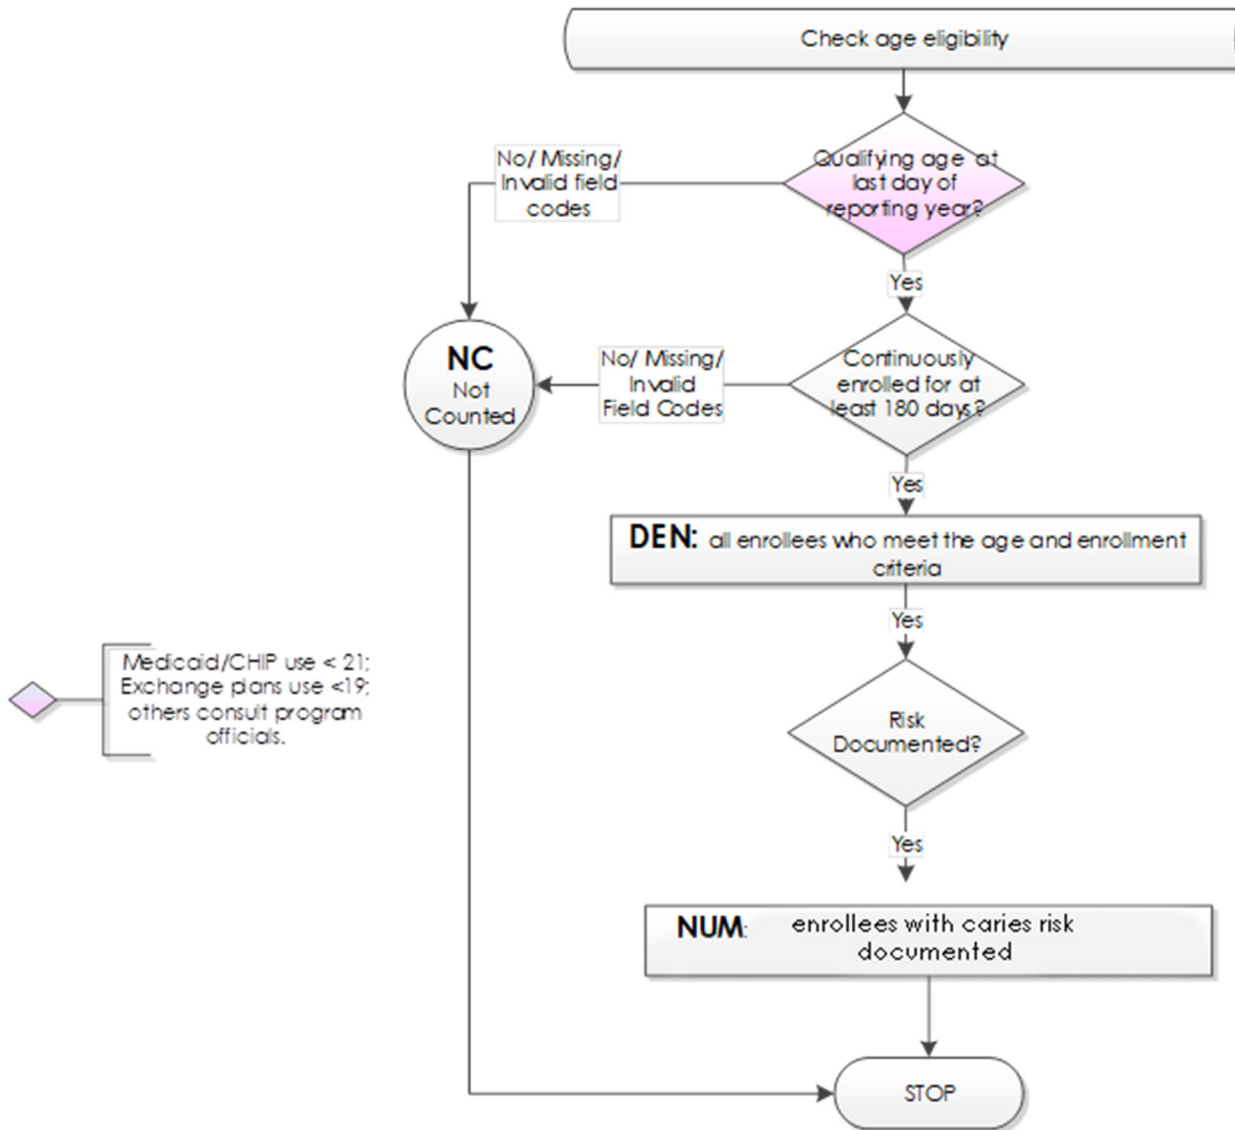 Check age eligibility
Qualifying age at
last day of
reporting year?
No/ Missing/
Invalid field
codes
Yes
NC
Not
Counted
No/ Missing/
Invalid
Field Codes
Continuously
enrolled for at
least 180 days?
Yes
DEN: all enrollees who meet the age and enrollment
criteria
Yes
Medicaid/CHIP use < 21;
Exchange plans use <19;
others consult program
officials.
Risk
Documented?
Yes
NUM: enrollees with caries risk
documented
STOP